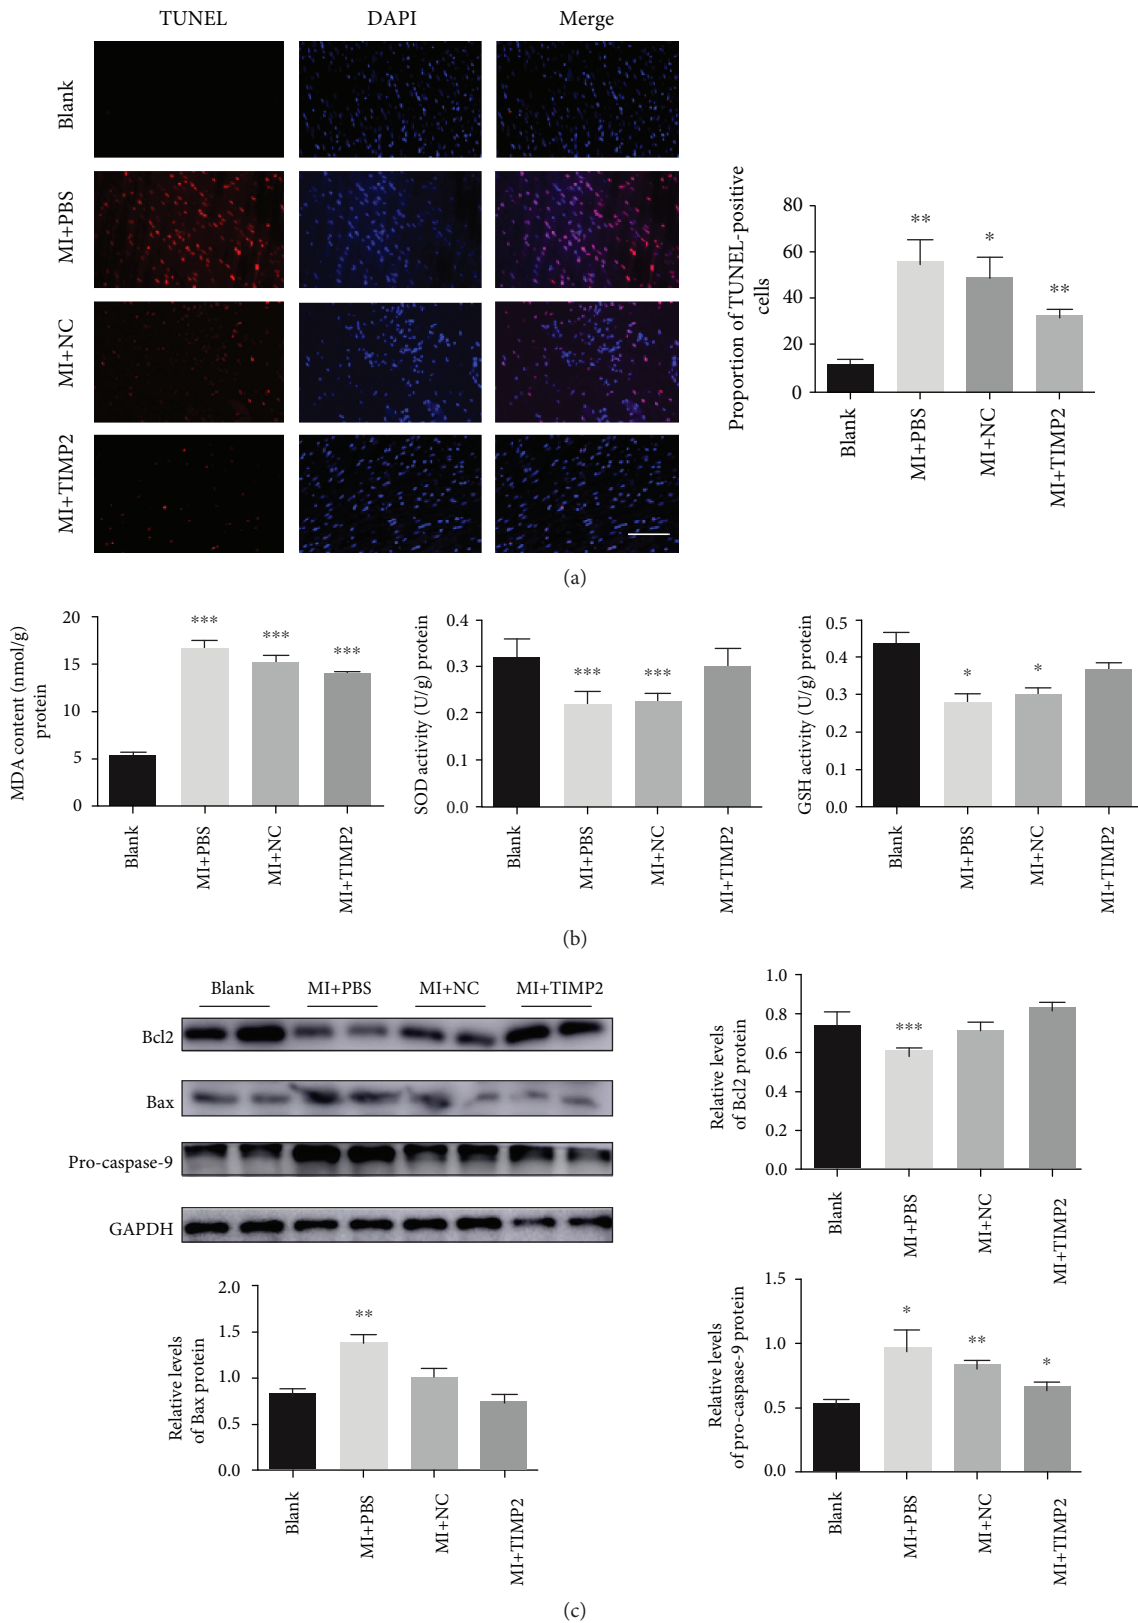 TUNEL DAPI Merge
Blank
MI+PBS
MI+NC
MI+TIMP2
Proportion of TUNEL-positive
cells
80
60
40
20
0
**
*
**
Blank
MI+PBS
MI+NC
MI+TIMP2
(a)
MDA content (nmol/g)
protein
20
15
10
5
0
***
***
***
Blank
MI+PBS
MI+NC
MI+TIMP2
SOD activity (U/g) protein
0.4
0.3
0.2
0.1
0.0
***
***
Blank
MI+PBS
MI+NC
MI+TIMP2
GSH activity (U/g) protein
0.5
0.4
0.3
0.2
0.1
0.0
*
*
Blank
MI+PBS
MI+NC
MI+TIMP2
(b)
Blank MI+PBS MI+NC MI+TIMP2
Bcl2
Bax
Pro-caspase-9
GAPDH
Relative levels
of Bcl2 protein
1.0
0.8
0.6
0.4
0.2
0.0
***
Blank
MI+PBS
MI+NC
MI+TIMP2
Relative levels
of Bax protein
2.0
1.5
1.0
0.5
0.0
**
Blank
MI+PBS
MI+NC
MI+TIMP2
Relative levels
of pro-caspase-9 protein
1.5
1.0
0.5
0.0
*
**
*
Blank
MI+PBS
MI+NC
MI+TIMP2
(c)